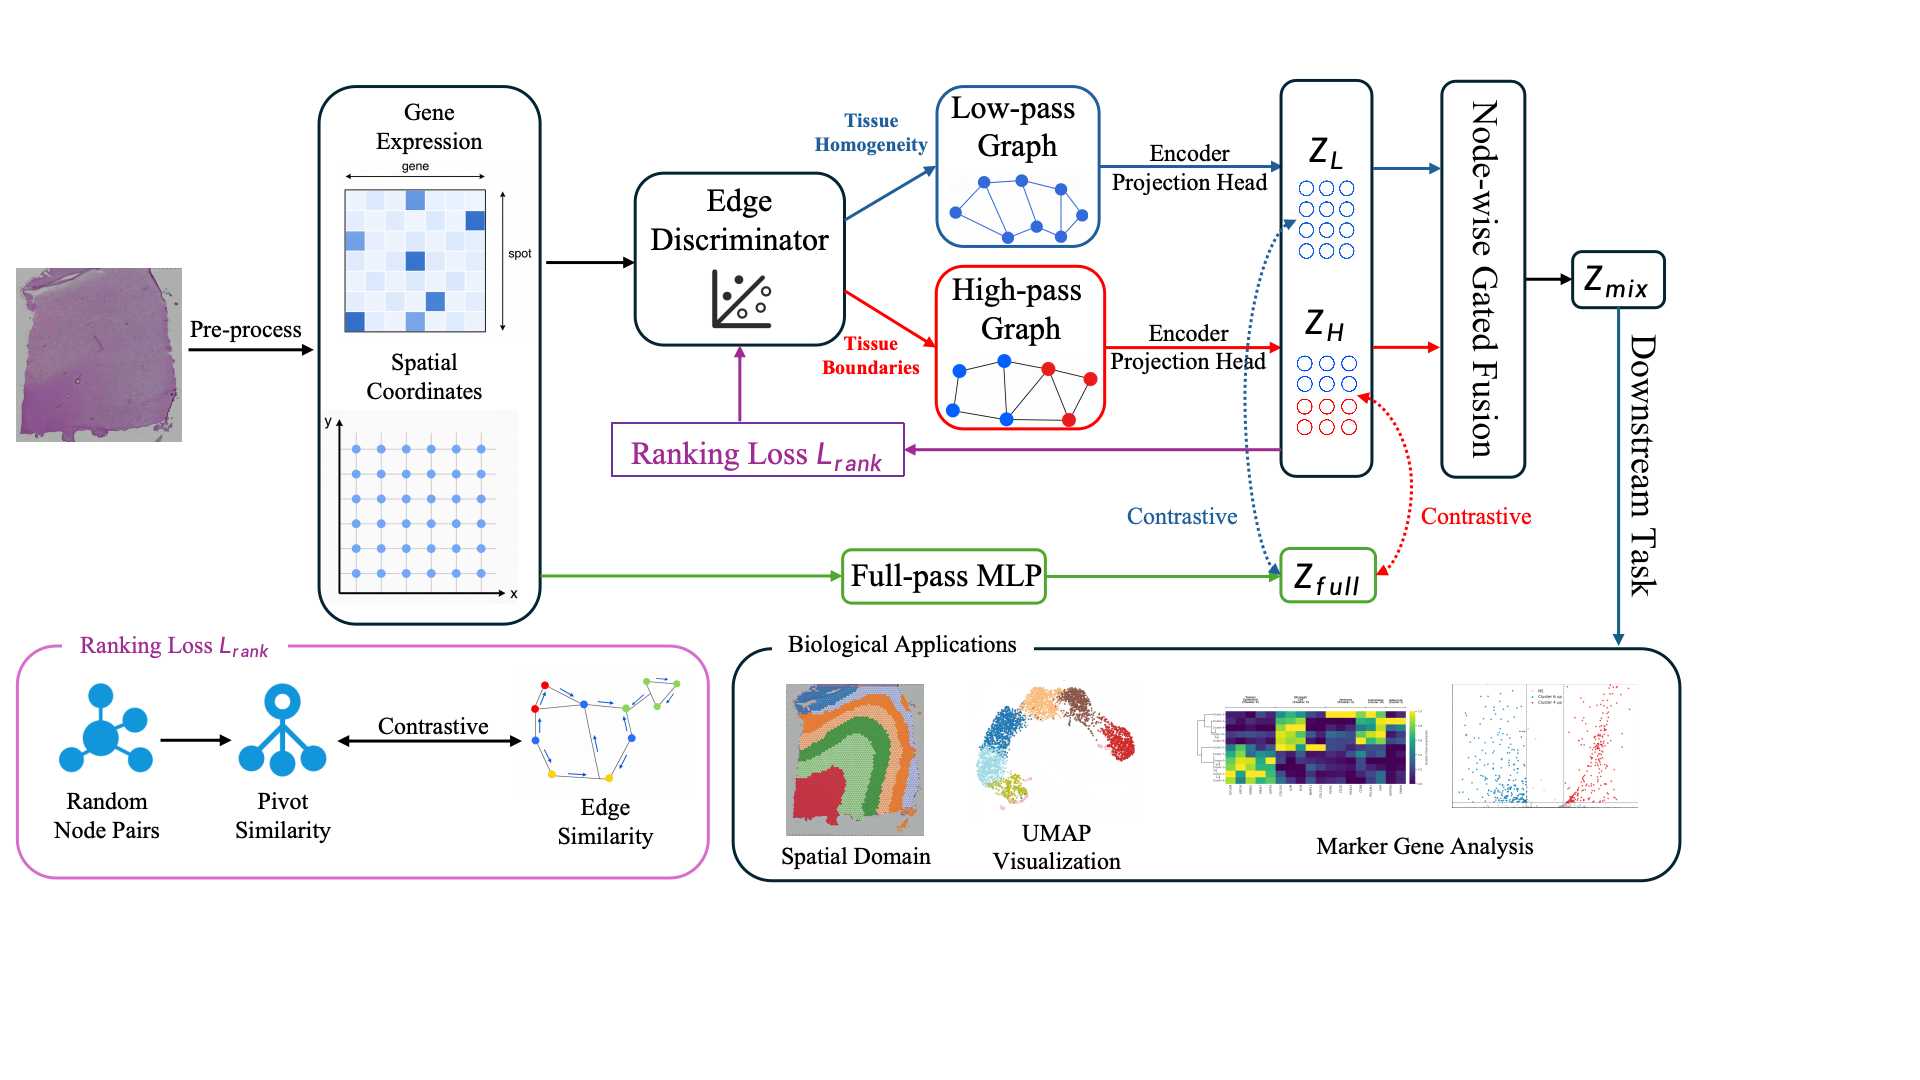 Pre-process
Gene
Expression
gene
spot
Spatial
Coordinates
y
x
Edge
Discriminator
Tissue
Homogeneity
Tissue
Boundaries
Low-pass
Graph
High-pass
Graph
Encoder
Projection Head
Encoder
Projection Head
Z_L
Z_H
Node-wise Gated Fusion
Z_mix
Downstream Task
Ranking Loss L_rank
Contrastive
Contrastive
Full-pass MLP
Z_full
Ranking Loss L_rank
Random
Node Pairs
Pivot
Similarity
Contrastive
Edge
Similarity
Biological Applications
Spatial Domain
UMAP
Visualization
Marker Gene Analysis